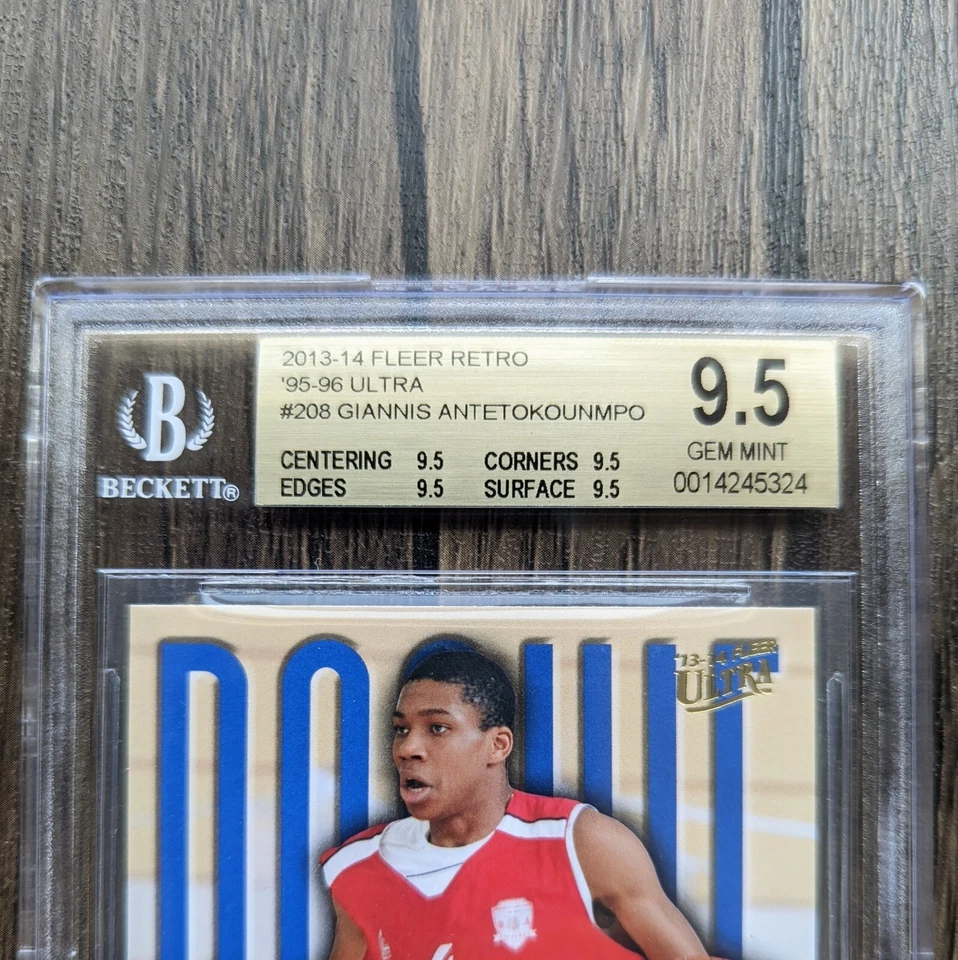 2013-14 FLEER RETRO
'95-96 ULTRA
#208 GIANNIS ANTETOKOUNMPO
9.5
GEM MINT
0014245324
CENTERING 9.5 CORNERS 9.5
EDGES 9.5 SURFACE 9.5
B
BECKETT®
'13-14 FLEER
ULTRA